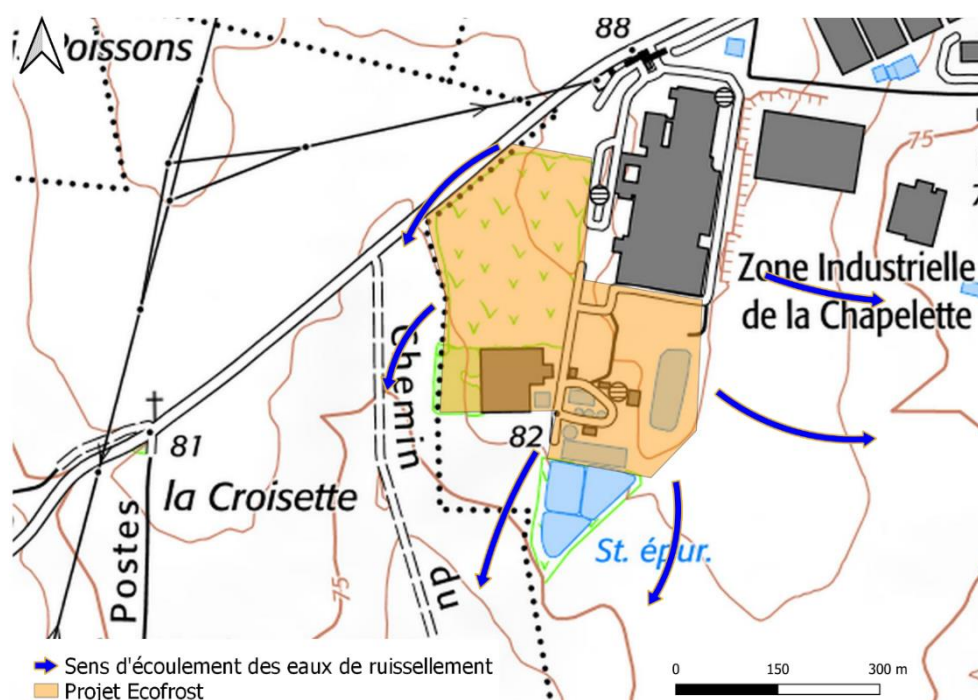 88
Poissons
75
Zone Industrielle
de la Chapelette
Chemin
du
82
81
la Croisette
Postes
75
St. épur.
Sens d'écoulement des eaux de ruissellement
Projet Ecofrost
0 150 300 m